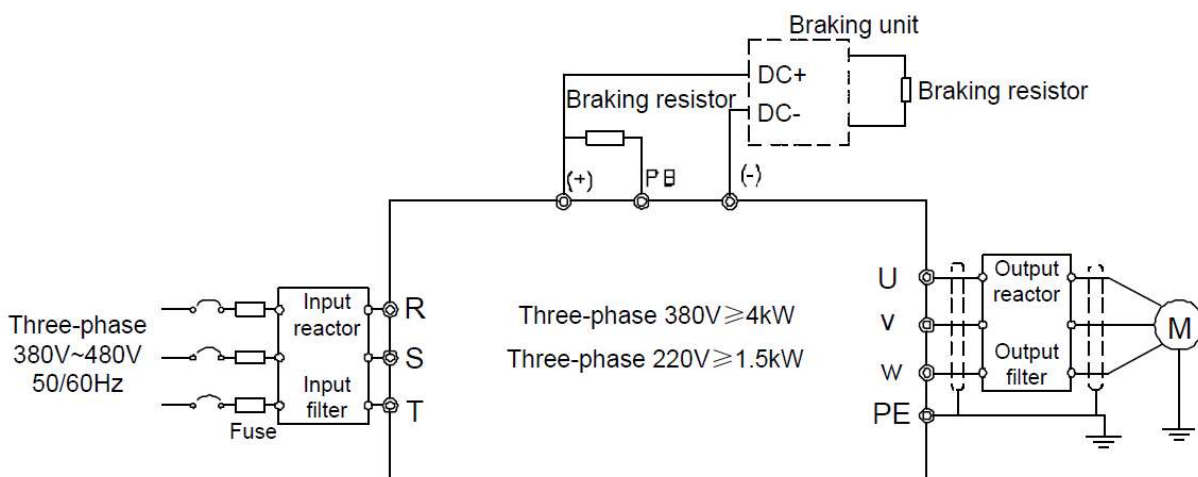 Braking unit
DC+
Braking resistor
DC-
Braking resistor
(+)
PB
(-)
Three-phase
380V~480V
50/60Hz
Fuse
Input
reactor
Input
filter
R
S
T
Three-phase 380V≥4kW
Three-phase 220V≥1.5kW
U
V
W
PE
Output
reactor
Output
filter
M